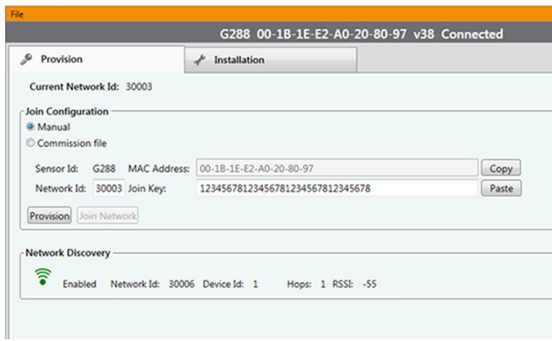 File
G288 00-1B-1E-E2-A0-20-80-97 v38 Connected
Provision Installation
Current Network Id: 30003
Join Configuration
Manual
Commission file
Sensor Id: G288 MAC Address: 00-1B-1E-E2-A0-20-80-97 Copy
Network Id: 30003 Join Key: 12345678123456781234567812345678 Paste
Provision Join Network
Network Discovery
Enabled Network Id: 30006 Device Id: 1 Hops: 1 RSSI: -55